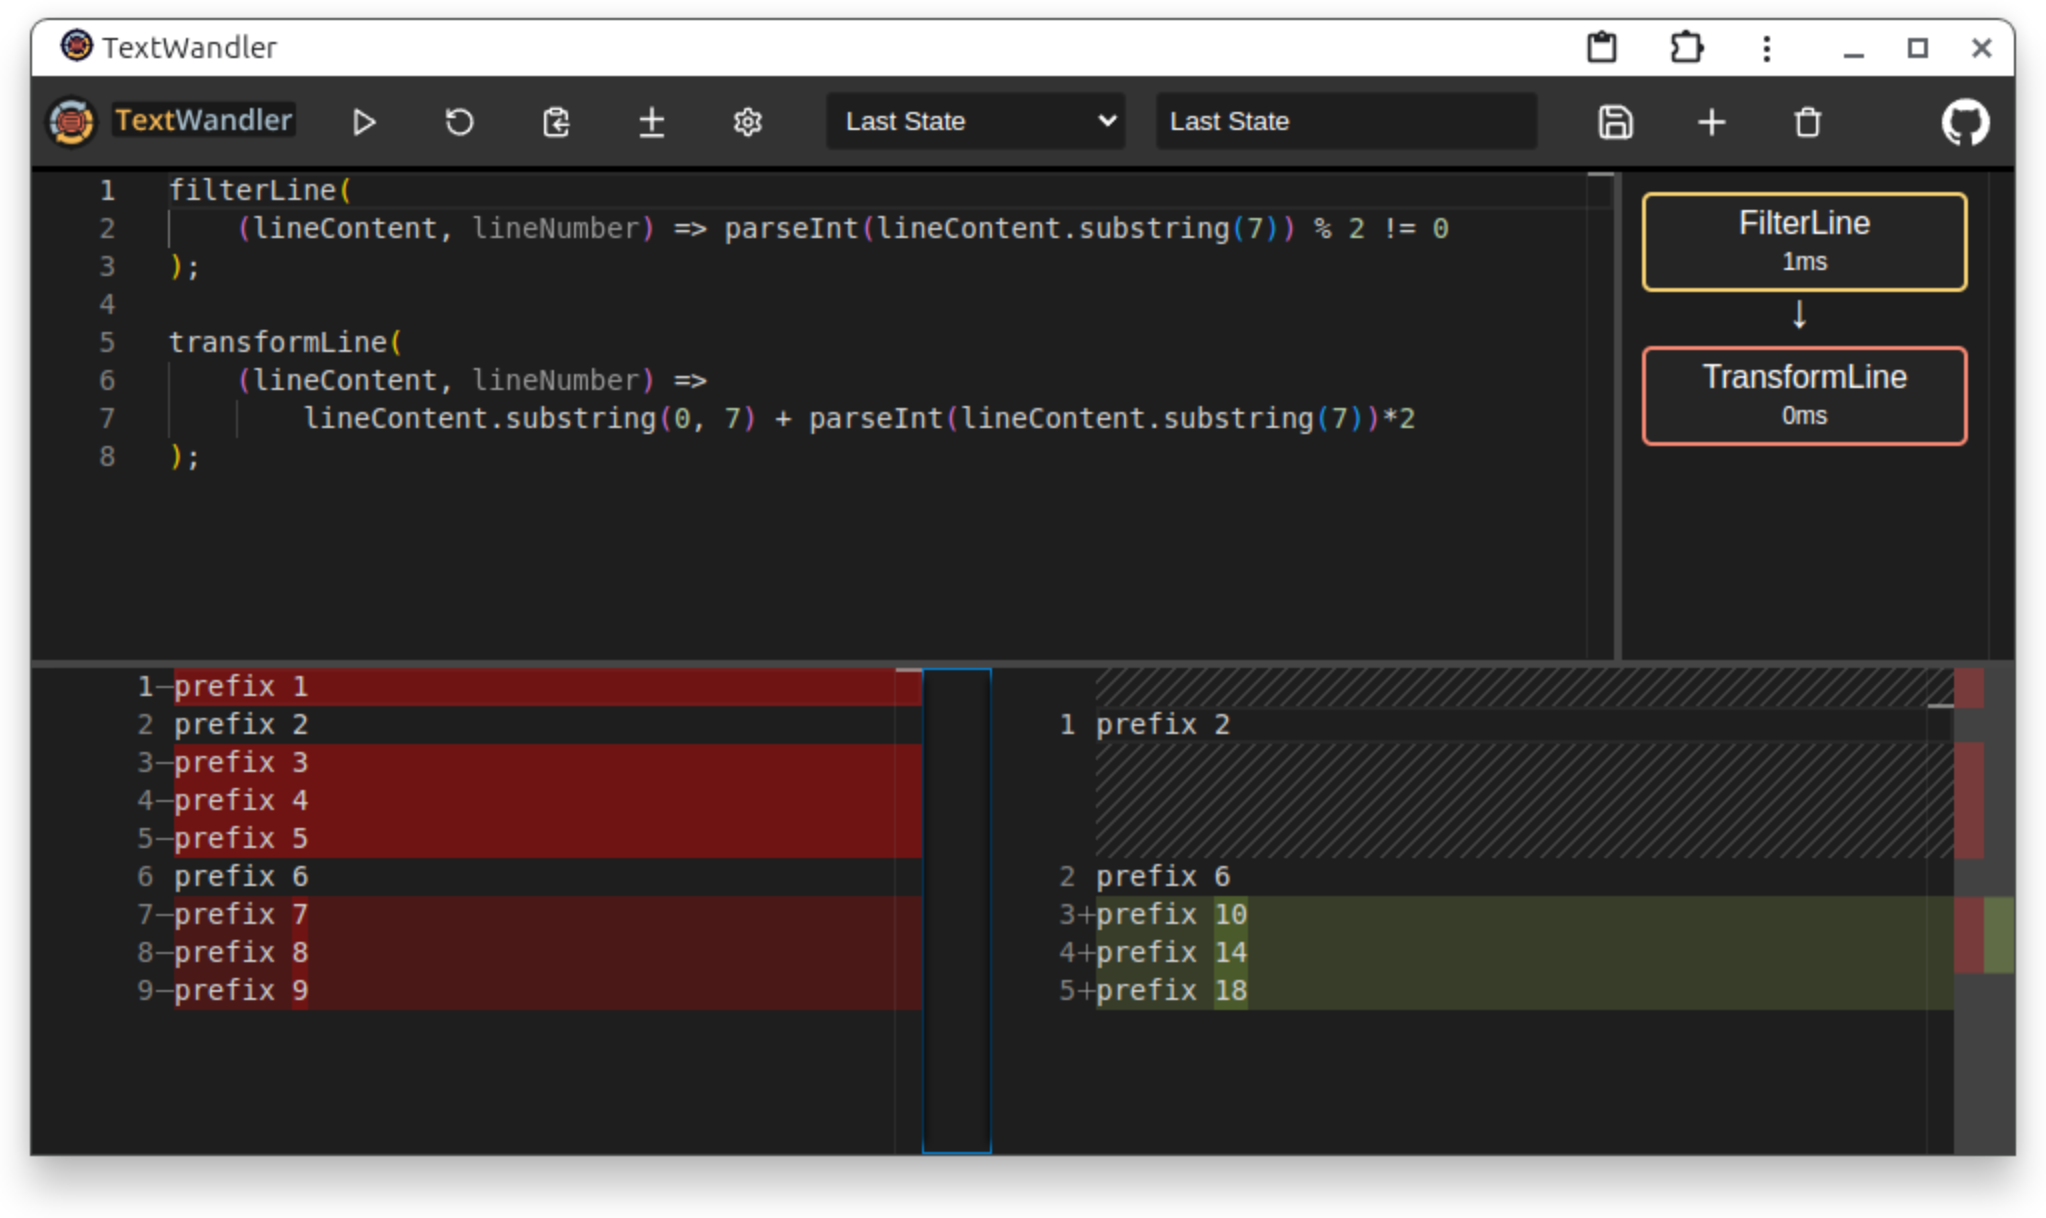 TextWandler
TextWandler Last State Last State
1 filterLine(
2     (lineContent, lineNumber) => parseInt(lineContent.substring(7)) % 2 != 0
3 );
4
5 transformLine(
6     (lineContent, lineNumber) =>
7         lineContent.substring(0, 7) + parseInt(lineContent.substring(7))*2
8 );
FilterLine
1ms
↓
TransformLine
0ms
1—prefix 1
2 prefix 2
3—prefix 3
4—prefix 4
5—prefix 5
6 prefix 6
7—prefix 7
8—prefix 8
9—prefix 9
1 prefix 2
2 prefix 6
3+prefix 10
4+prefix 14
5+prefix 18